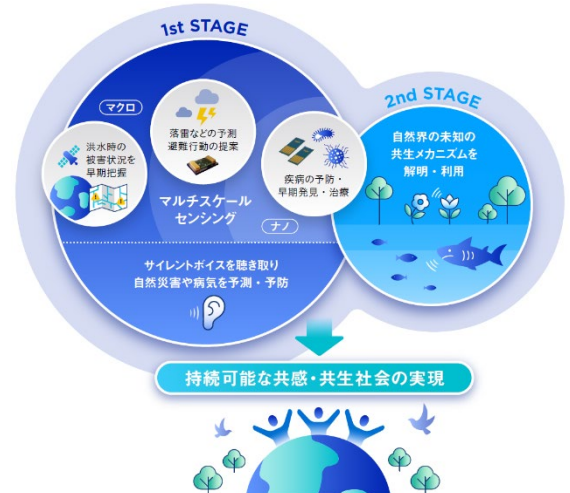 1st STAGE
マクロ
洪水時の
被害状況を
早期把握
落雷などの予測
避難行動の提案
疾病の予防・
早期発見・治療
マルチスケール
センシング
ナノ
サイレントボイスを聴き取り
自然災害や病気を予測・予防
2nd STAGE
自然界の未知の
共生メカニズムを
解明・利用
持続可能な共感・共生社会の実現